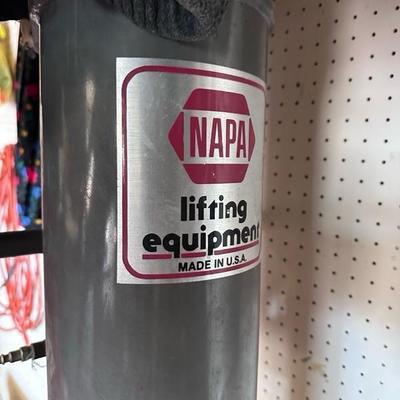 NAPA
lifting
equipment
MADE IN U.S.A.